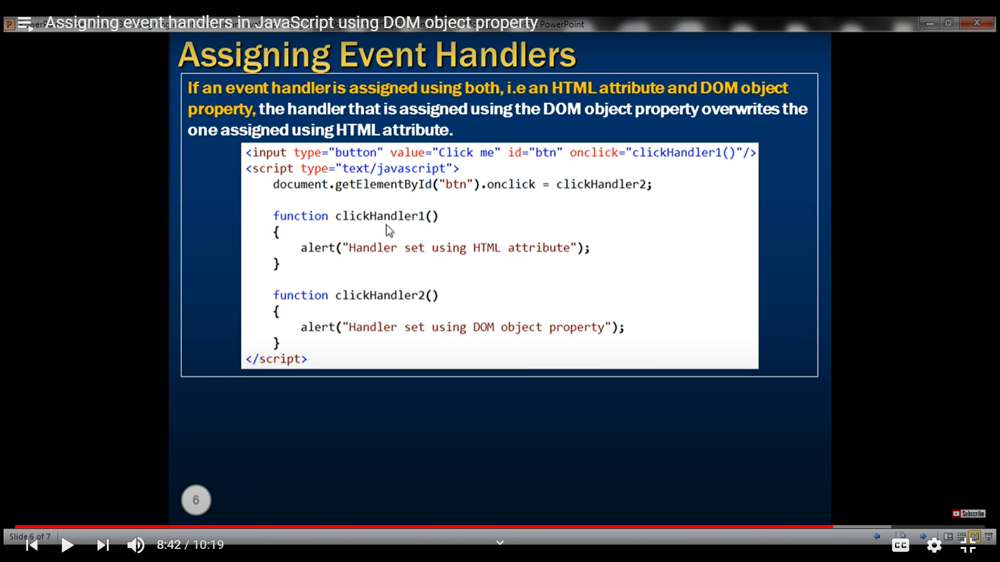 Assigning event handlers in JavaScript using DOM object property
PowerPoint
Assigning Event Handlers
If an event handler is assigned using both, i.e an HTML attribute and DOM object
property, the handler that is assigned using the DOM object property overwrites the
one assigned using HTML attribute.
<input type="button" value="Click me" id="btn" onclick="clickHandler1()"/>
<script type="text/javascript">
document.getElementById("btn").onclick = clickHandler2;
function clickHandler1()
{
alert("Handler set using HTML attribute");
}
function clickHandler2()
{
alert("Handler set using DOM object property");
}
</script>
6
Subscribe
Slide 6 of 7
8:42 / 10:19
CC